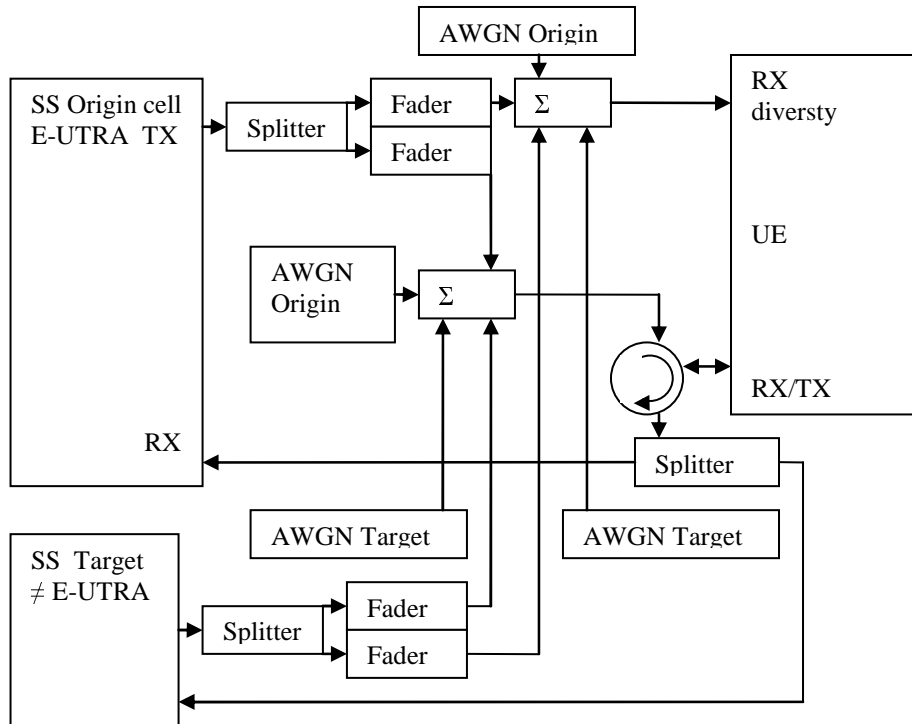 AWGN Origin
SS Origin cell
E-UTRA TX
Splitter
Fader
Fader
Σ
RX
diversty
UE
RX/TX
AWGN
Origin
Σ
RX
Splitter
AWGN Target
AWGN Target
SS Target
≠ E-UTRA
Splitter
Fader
Fader